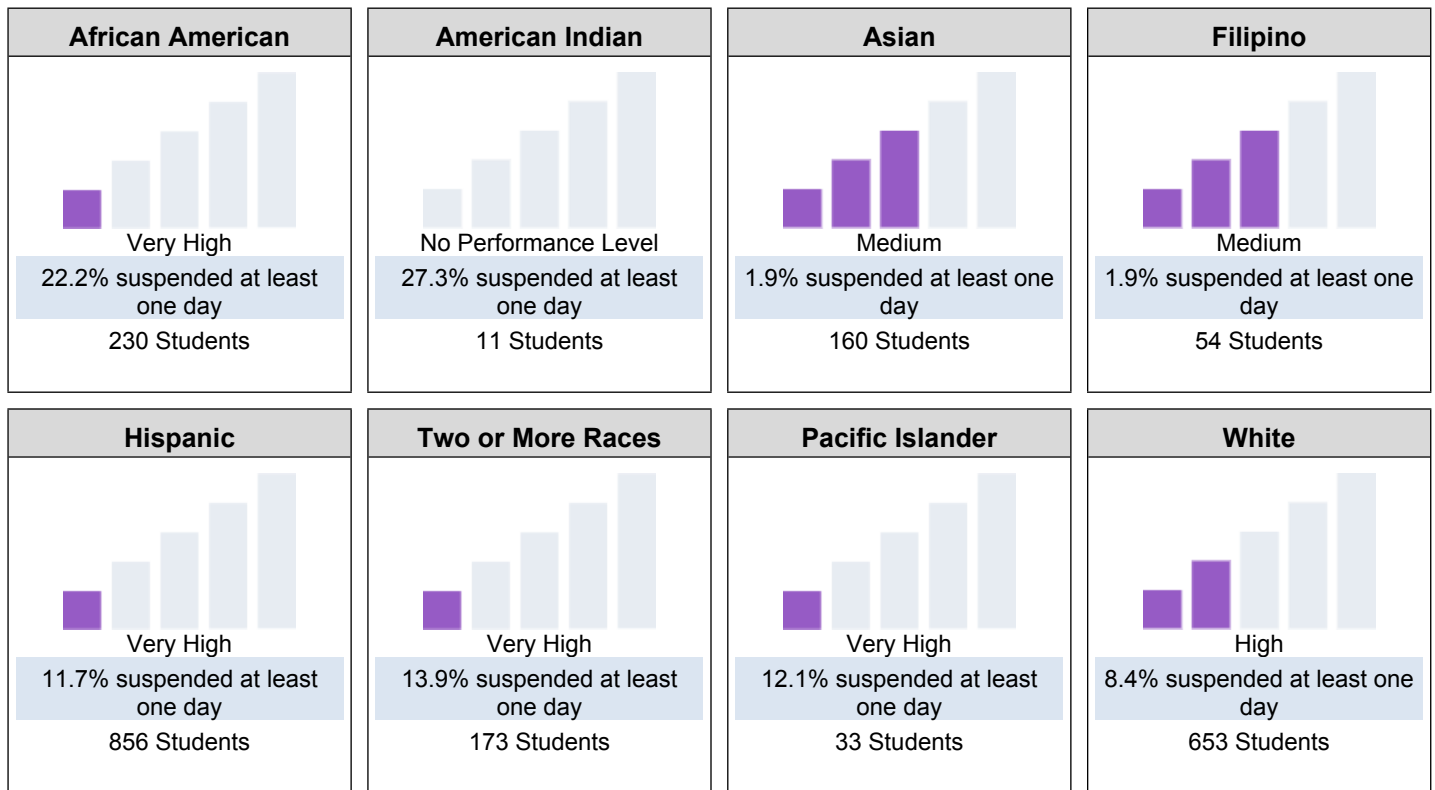 African American
Very High
22.2% suspended at least
one day
230 Students
American Indian
No Performance Level
27.3% suspended at least
one day
11 Students
Asian
Medium
1.9% suspended at least one
day
160 Students
Filipino
Medium
1.9% suspended at least one
day
54 Students
Hispanic
Very High
11.7% suspended at least
one day
856 Students
Two or More Races
Very High
13.9% suspended at least
one day
173 Students
Pacific Islander
Very High
12.1% suspended at least
one day
33 Students
White
High
8.4% suspended at least one
day
653 Students